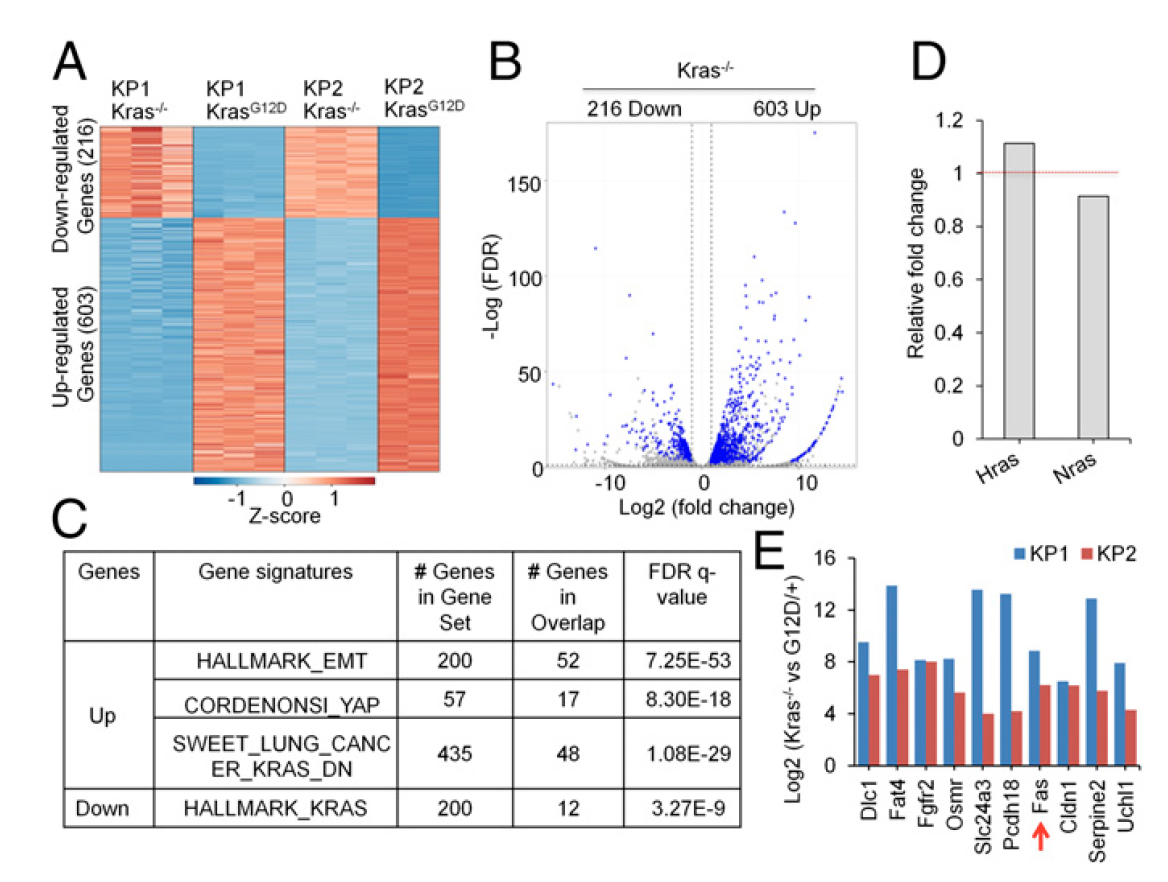 A
KP1
Kras-/-
KP1
KrasG12D
KP2
Kras-/-
KP2
KrasG12D
Down-regulated
Genes (216)
Up-regulated
Genes (603)
-1
0
1
Z-score
B
Kras-/-
216 Down
603 Up
-Log (FDR)
150
100
50
0
-10
0
10
Log2 (fold change)
D
Relative fold change
1.2
1
0.8
0.6
0.4
0.2
0
Hras
Nras
C
Genes
Gene signatures
# Genes
in Gene
Set
# Genes
in
Overlap
FDR q-
value
Up
HALLMARK_EMT
200
52
7.25E-53
CORDENONSI_YAP
57
17
8.30E-18
SWEET_LUNG_CANC
ER_KRAS_DN
435
48
1.08E-29
Down
HALLMARK_KRAS
200
12
3.27E-9
E
KP1
KP2
Log2 (Kras-/- vs G12D/+)
16
12
8
4
0
Dlc1
Fat4
Fgfr2
Osmr
Slc24a3
Pcdh18
Fas
Cldn1
Serpine2
Uchl1